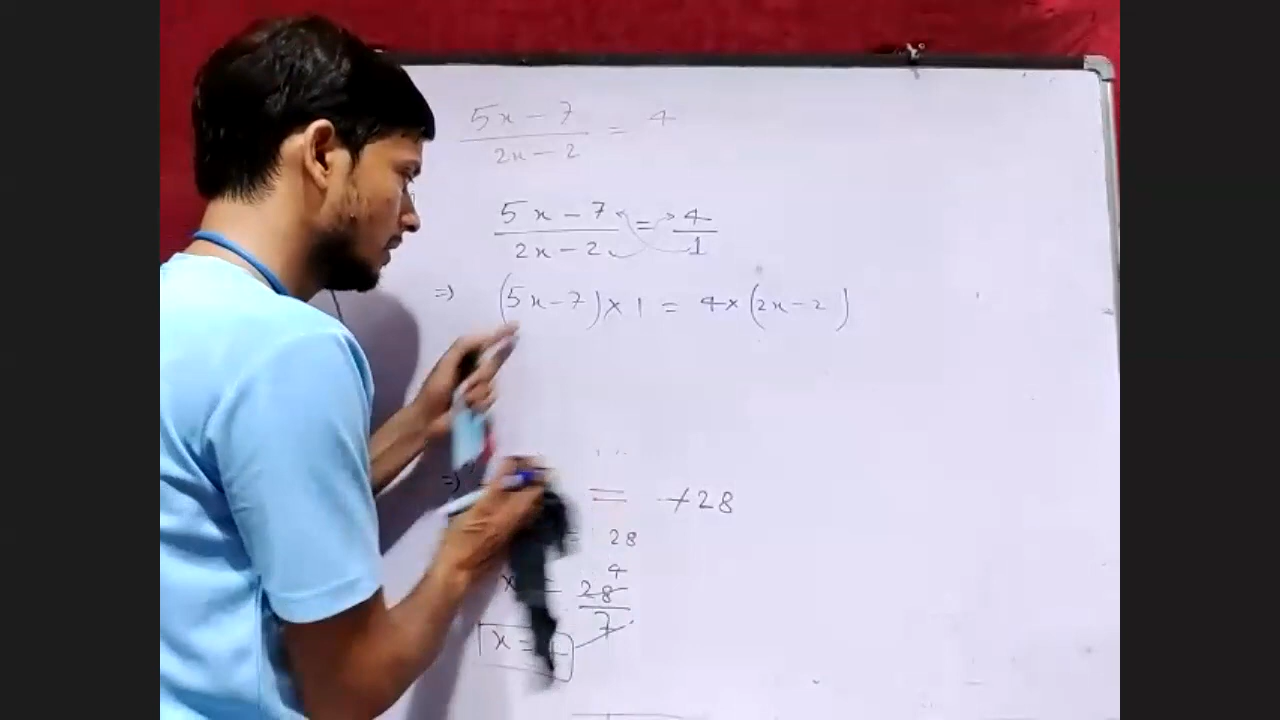 5x - 7 / 2x - 2 = 4
5x - 7 / 2x - 2 = 4 / 1
=> (5x - 7) × 1 = 4 × (2x - 2)
=> = -28
= 28
x = 28 / 7 4
x = 4